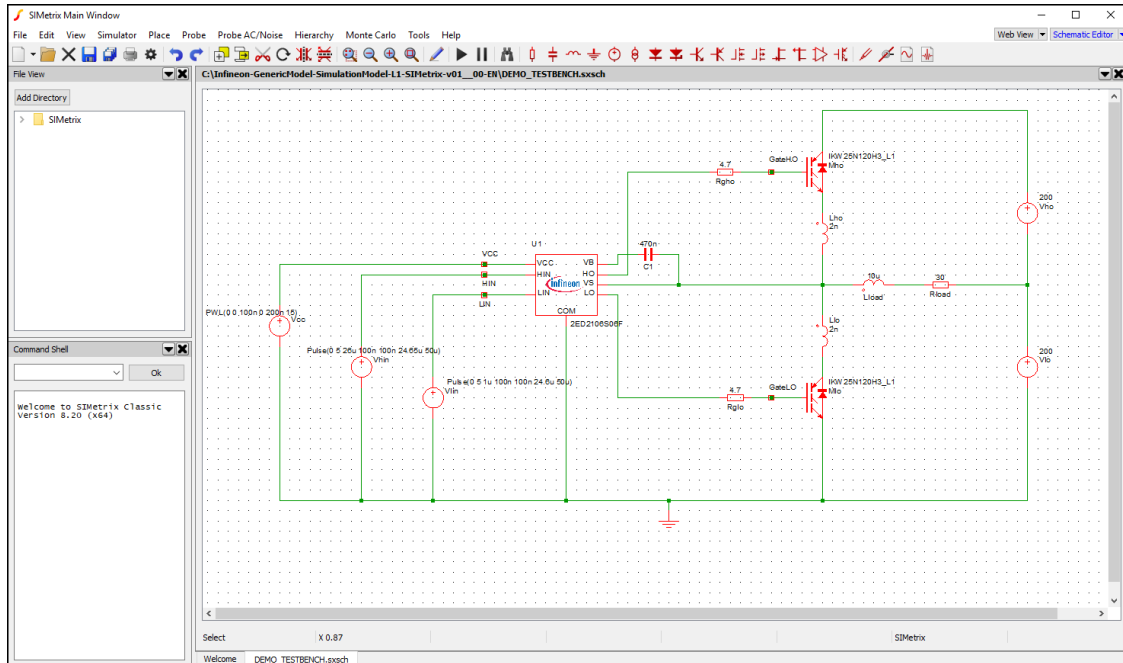 SIMetrix Main Window
File Edit View Simulator Place Probe Probe AC/Noise Hierarchy Monte Carlo Tools Help
Web View
Schematic Editor
File View
C:\Infineon-GenericModel-SimulationModel-L1-SIMetrix-v01__00-EN\DEMO_TESTBENCH.sxsch
Add Directory
SIMetrix
4.7
Rgho
GateHO
IKW25N120H3_L1
Mho
200
Vho
Lho
2n
U1
VCC
HIN
LIN
VCC
HIN
LIN
VB
HO
VS
LO
COM
infineon
2ED2106S06F
470n
C1
10u
Lload
30
Rload
PWL(0 0 100n 0 200n 15)
Vcc
Llo
2n
Pulse(0 5 26u 100n 100n 24.65u 50u)
Vhin
Pulse(0 5 1u 100n 100n 24.6u 50u)
Vlin
200
Vlo
4.7
Rglo
GateLO
IKW25N120H3_L1
Mlo
Command Shell
Ok
Welcome to SIMetrix Classic
Version 8.20 (x64)
Select X 0.87 SIMetrix
Welcome DEMO_TESTBENCH.sxsch